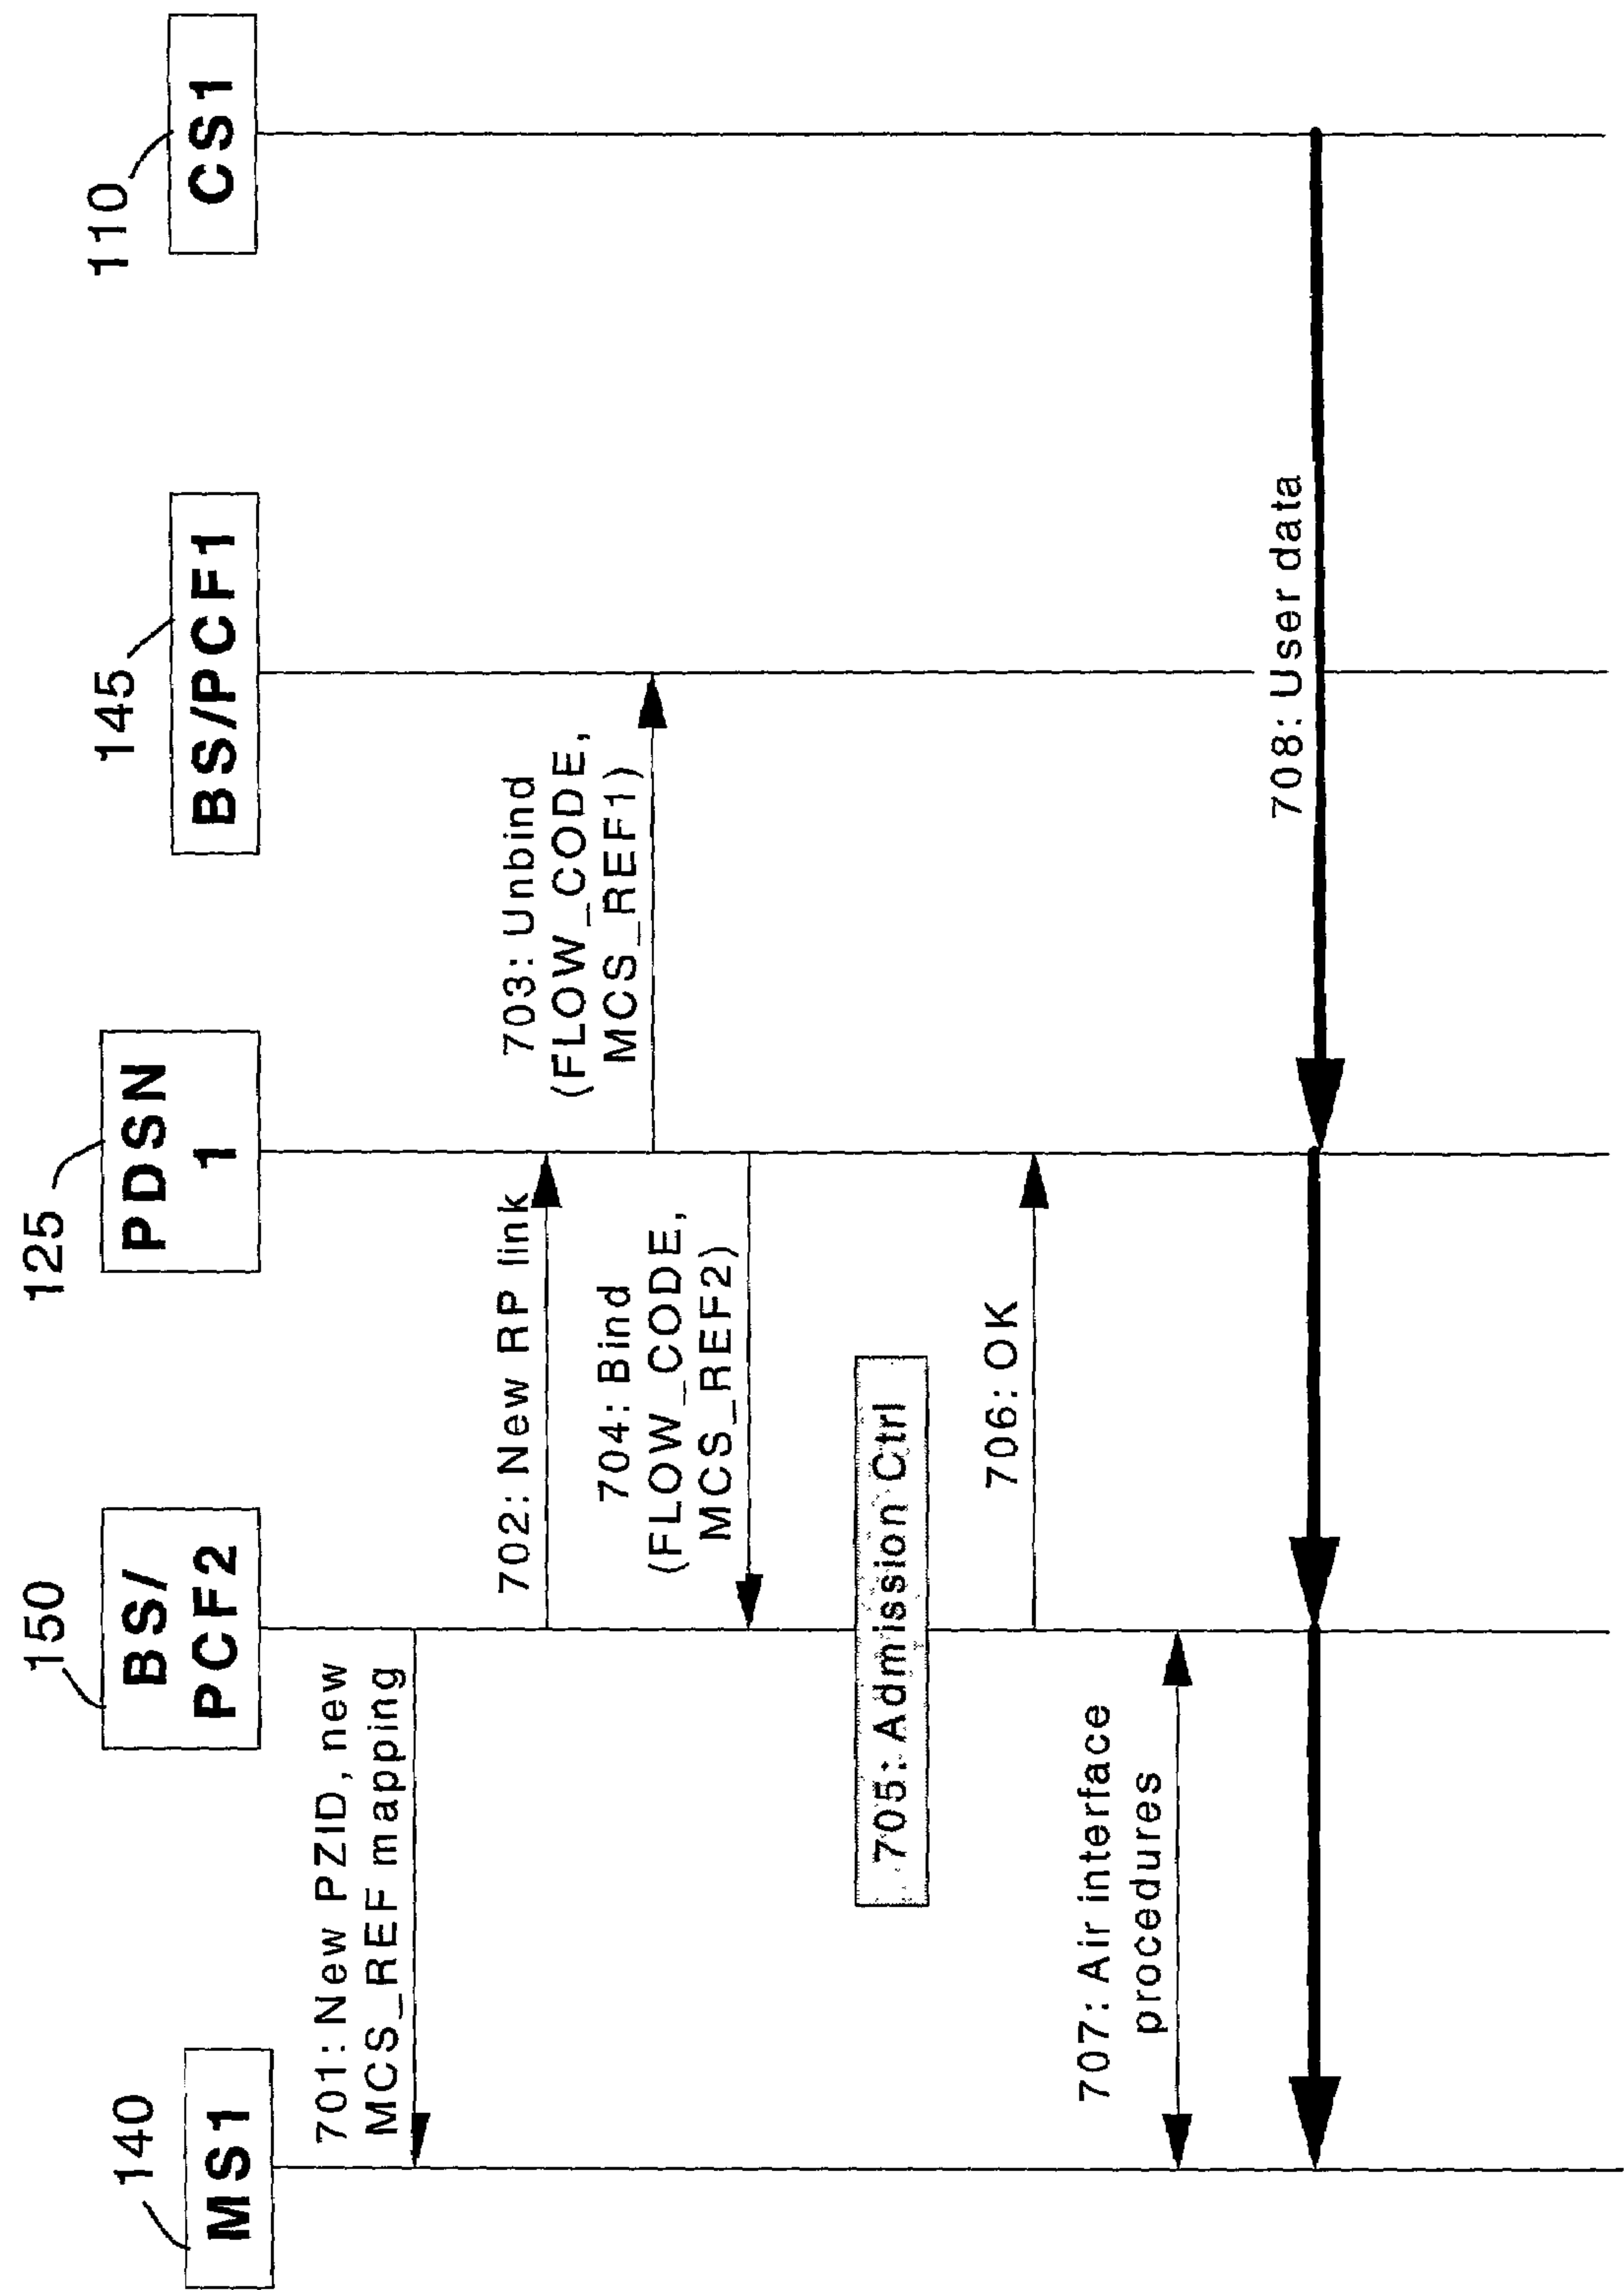 140
150
125
145
110
MS1
BS/
PCF2
PDSN
1
BS/PCF1
CS1
701: New PZID, new
MCS_REF mapping
702: New RP link
703: Unbind
(FLOW_CODE,
MCS_REF1)
704: Bind
(FLOW_CODE,
MCS_REF2)
705: Admission Ctrl
706: OK
707: Air interface
procedures
708: User data